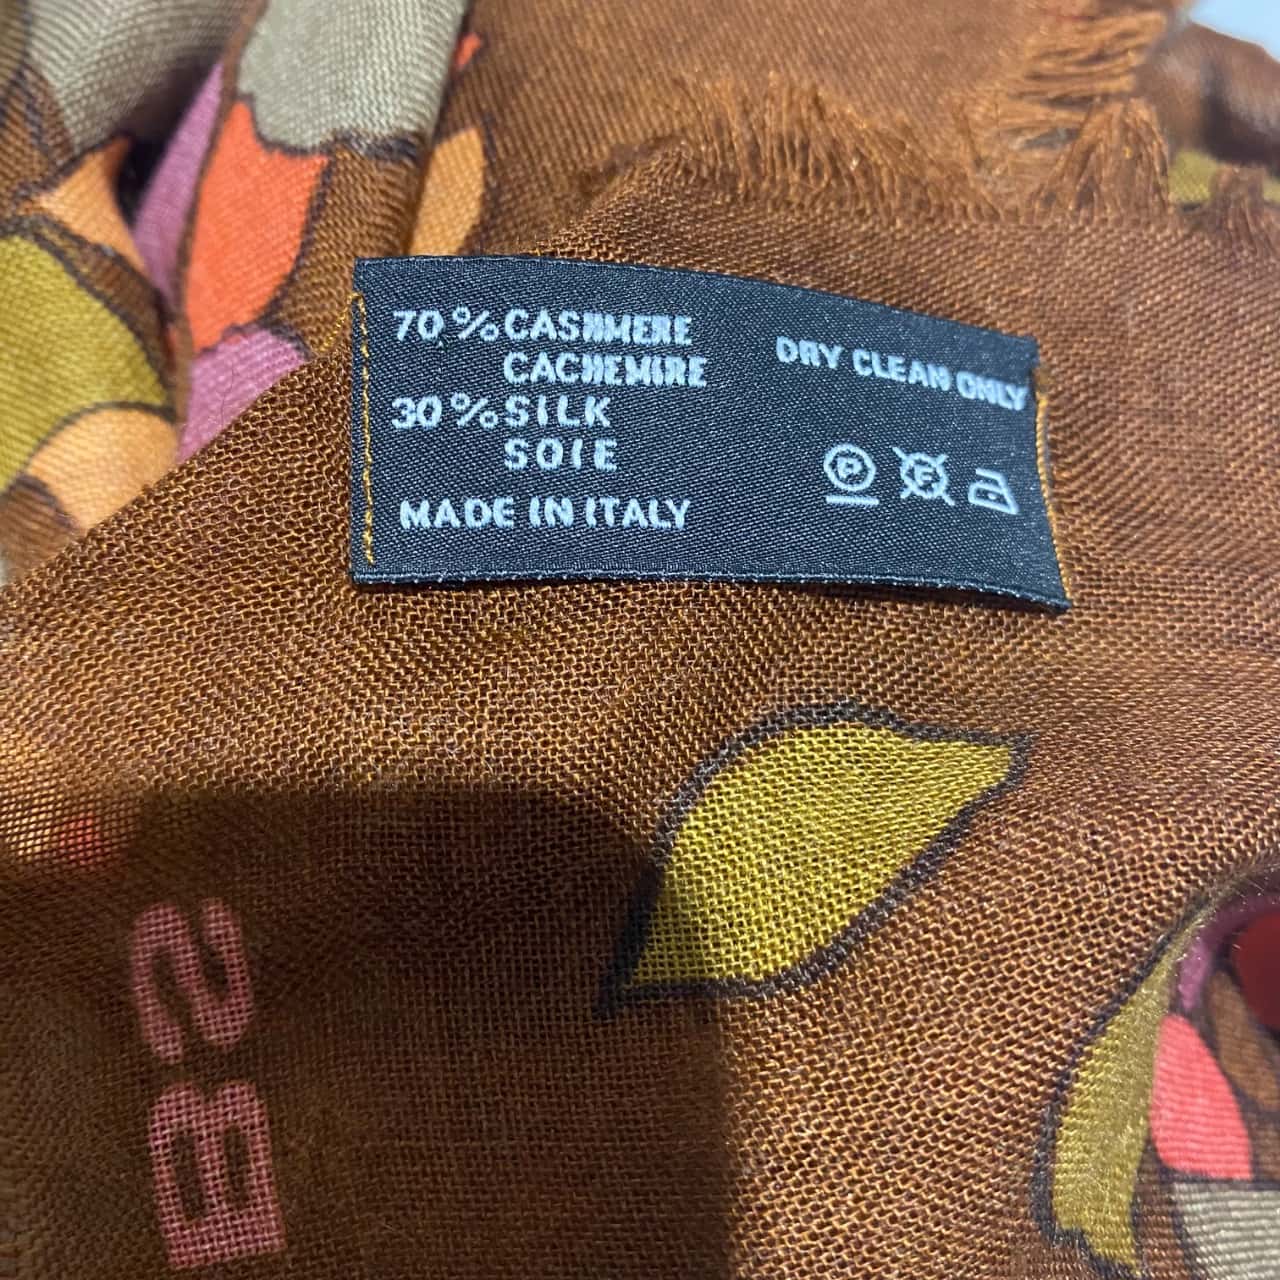 70% CASHMERE
CACHEMIRE
30% SILK
SOIE
MADE IN ITALY
DRY CLEAN ONLY
P F